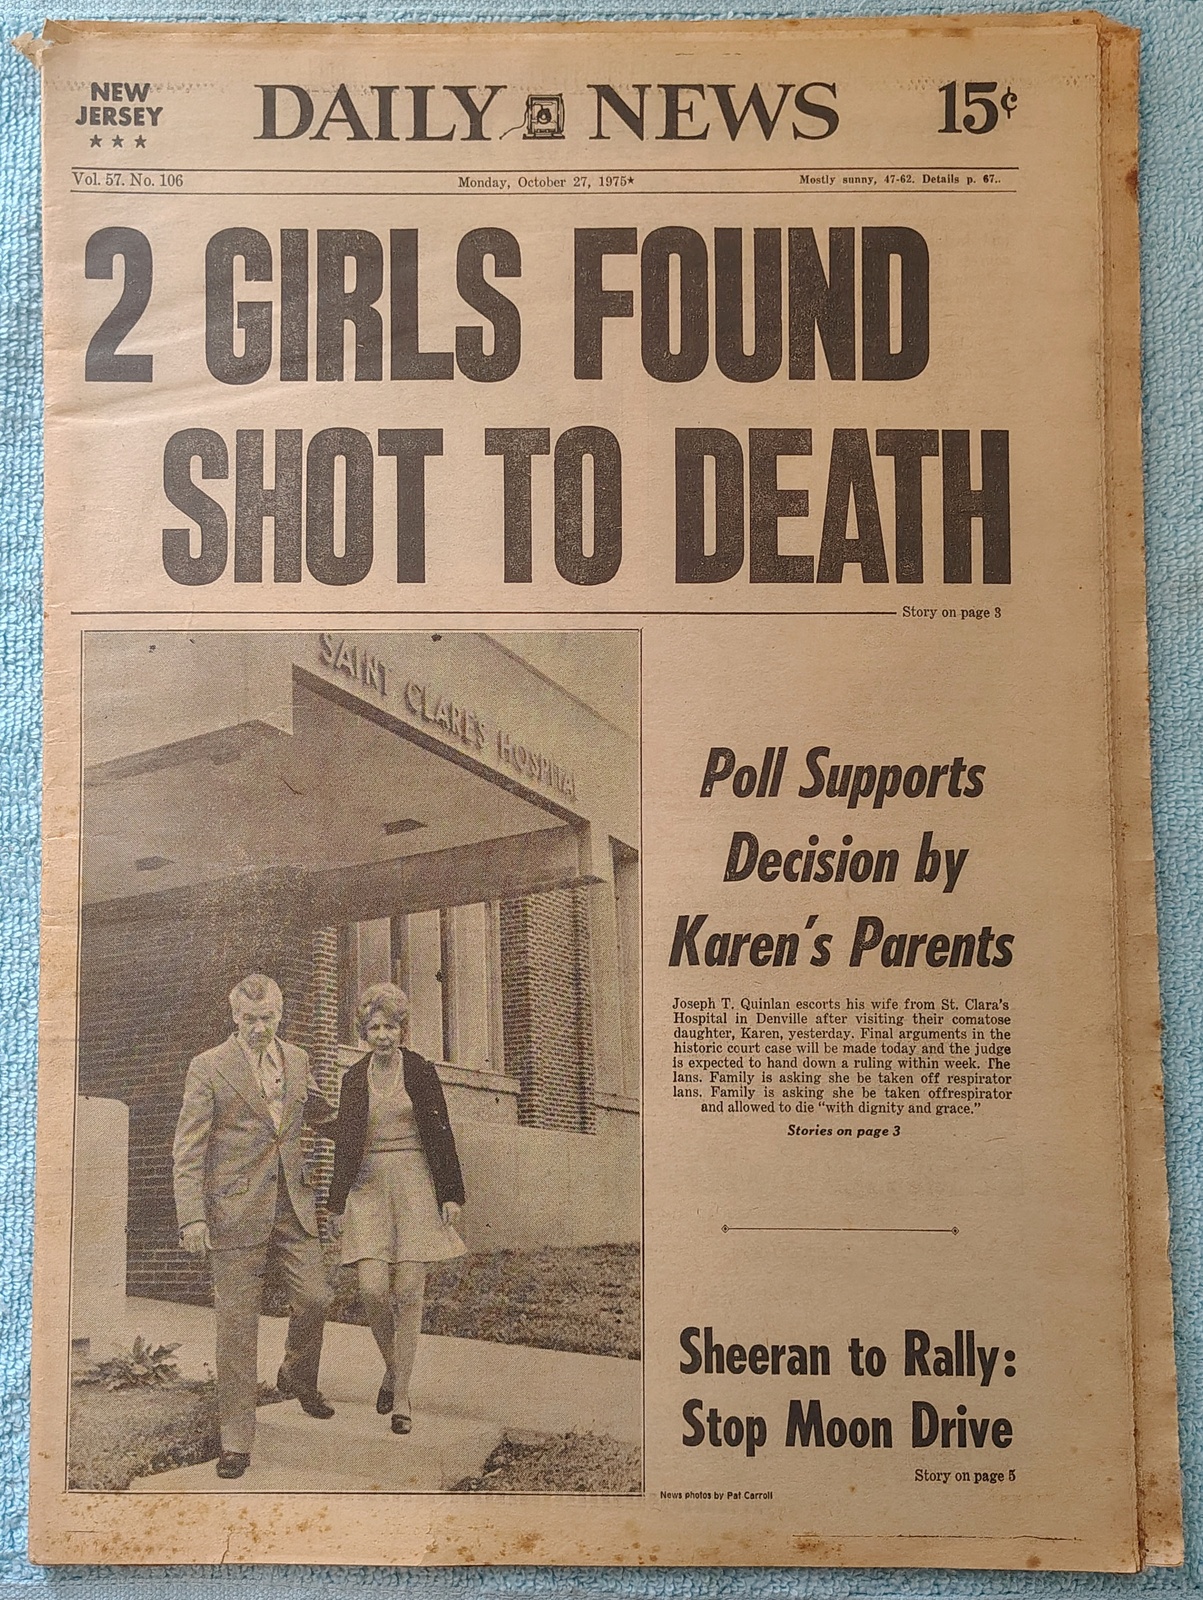 NEW
JERSEY
★ ★ ★
DAILY NEWS
15¢
Vol. 57. No. 106
Monday, October 27, 1975★
Mostly sunny, 47-62. Details p. 67..
2 GIRLS FOUND
SHOT TO DEATH
Story on page 3
SAINT CLARE'S HOSPITAL
Poll Supports
Decision by
Karen's Parents
Joseph T. Quinlan escorts his wife from St. Clara's
Hospital in Denville after visiting their comatose
daughter, Karen, yesterday. Final arguments in the
historic court case will be made today and the judge
is expected to hand down a ruling within week. The
lans. Family is asking she be taken off respirator
lans. Family is asking she be taken offrespirator
and allowed to die "with dignity and grace."
Stories on page 3
Sheeran to Rally:
Stop Moon Drive
Story on page 5
News photos by Pat Carroll